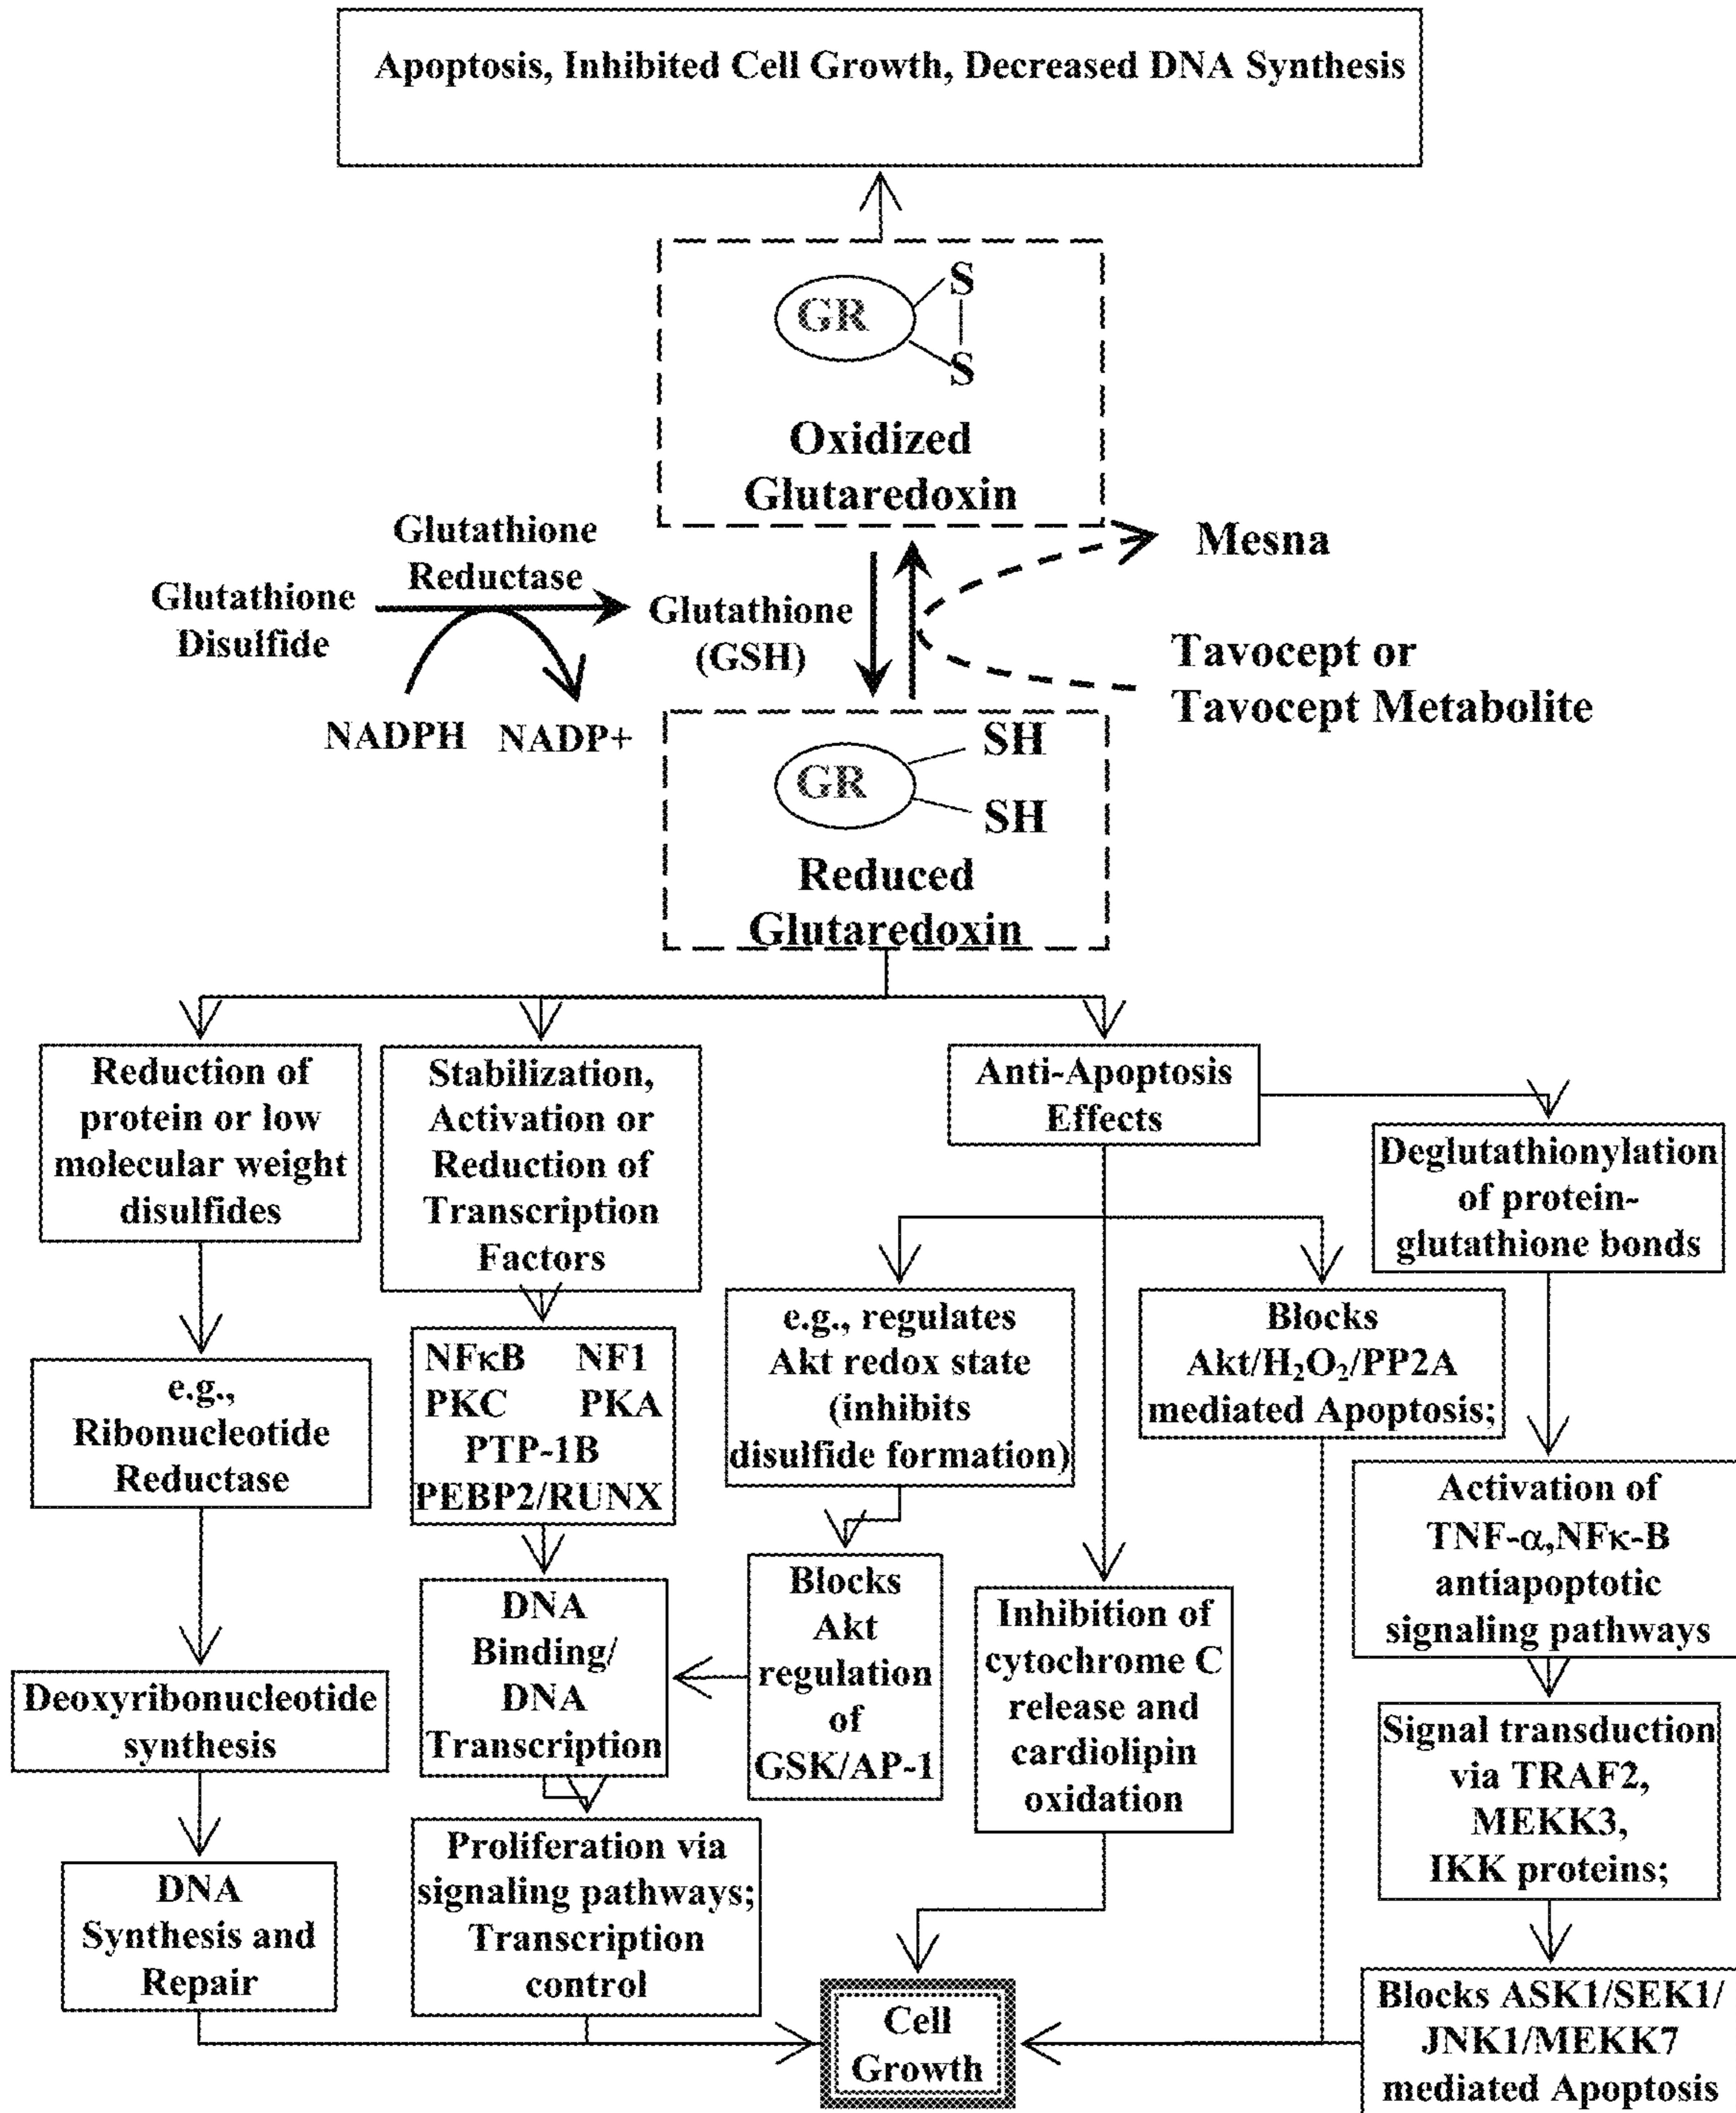 Apoptosis, Inhibited Cell Growth, Decreased DNA Synthesis
GR
S
S
Oxidized
Glutaredoxin
Glutathione
Reductase
Glutathione
Disulfide
NADPH NADP+
Glutathione
(GSH)
Mesna
Tavocept or
Tavocept Metabolite
GR
SH
SH
Reduced
Glutaredoxin
Reduction of
protein or low
molecular weight
disulfides
Stabilization,
Activation or
Reduction of
Transcription
Factors
Anti-Apoptosis
Effects
Deglutathionylation
of protein-
glutathione bonds
e.g.,
Ribonucleotide
Reductase
NFκB NF1
PKC PKA
PTP-1B
PEBP2/RUNX
e.g., regulates
Akt redox state
(inhibits
disulfide formation)
Blocks
Akt/H₂O₂/PP2A
mediated Apoptosis;
Activation of
TNF-α,NFκ-B
antiapoptotic
signaling pathways
Deoxyribonucleotide
synthesis
DNA
Binding/
DNA
Transcription
Blocks
Akt
regulation
of
GSK/AP-1
Inhibition of
cytochrome C
release and
cardiolipin
oxidation
Signal transduction
via TRAF2,
MEKK3,
IKK proteins;
DNA
Synthesis and
Repair
Proliferation via
signaling pathways;
Transcription
control
Cell
Growth
Blocks ASK1/SEK1/
JNK1/MEKK7
mediated Apoptosis